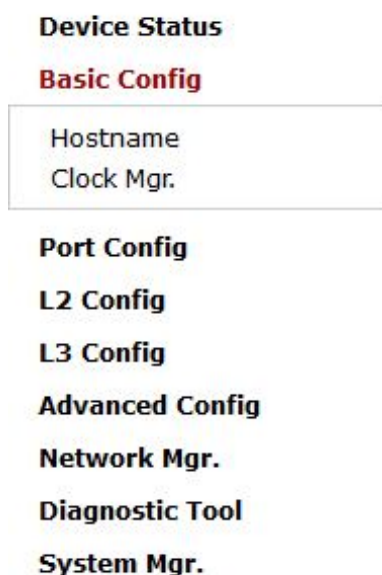 Device Status
Basic Config
Hostname
Clock Mgr.
Port Config
L2 Config
L3 Config
Advanced Config
Network Mgr.
Diagnostic Tool
System Mgr.